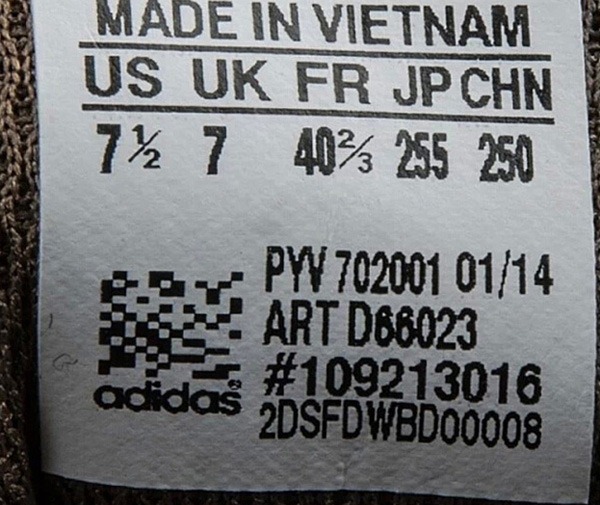 MADE IN VIETNAM
US UK FR JP CHN
7½ 7 40⅔ 255 250
PYV 702001 01/14
ART D66023
#109213016
adidas®
2DSFDWBD00008